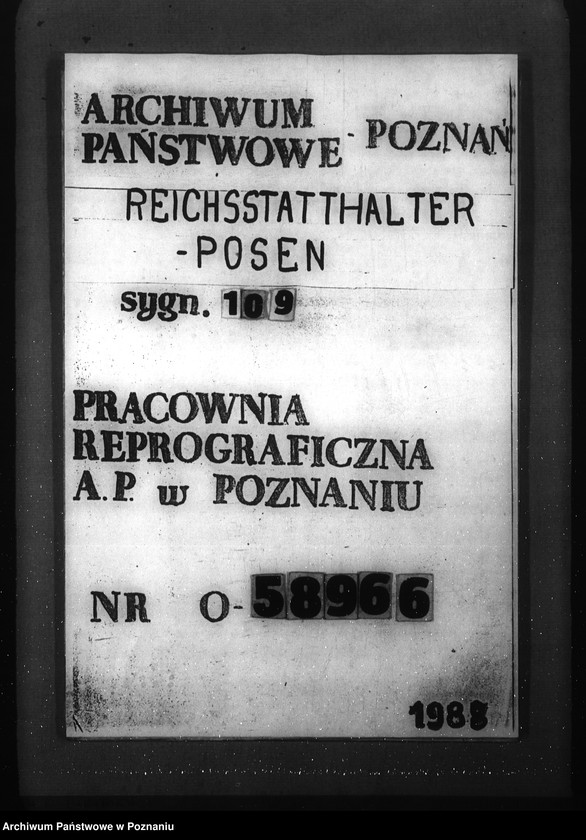 ARCHIWUM
PAŃSTWOWE - POZNAŃ
REICHSSTATTHALTER
-POSEN
sygn. 109
PRACOWNIA
REPROGRAFICZNA
A.P. w POZNANIU
NR O-58966
1988
Archiwum Państwowe w Poznaniu